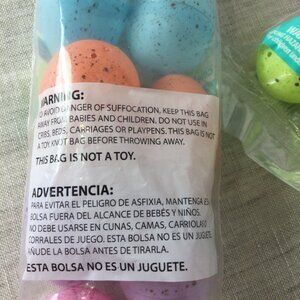 WARNING:
TO AVOID DANGER OF SUFFOCATION, KEEP THIS BAG
AWAY FROM BABIES AND CHILDREN. DO NOT USE IN
CRIBS, BEDS, CARRIAGES OR PLAYPENS. THIS BAG IS NOT
A TOY. KNOT BAG BEFORE THROWING AWAY.
THIS BAG IS NOT A TOY.
ADVERTENCIA:
PARA EVITAR EL PELIGRO DE ASFIXIA, MANTENGA
BOLSA FUERA DEL ALCANCE DE BEBÉS Y NIÑOS.
NO DEBE USARSE EN CUNAS, CAMAS, CARRIOLAS
CORRALES DE JUEGO. ESTA BOLSA NO ES UN JUGUETE.
ANUDE LA BOLSA ANTES DE TIRARLA.
ESTA BOLSA NO ES UN JUGUETE.